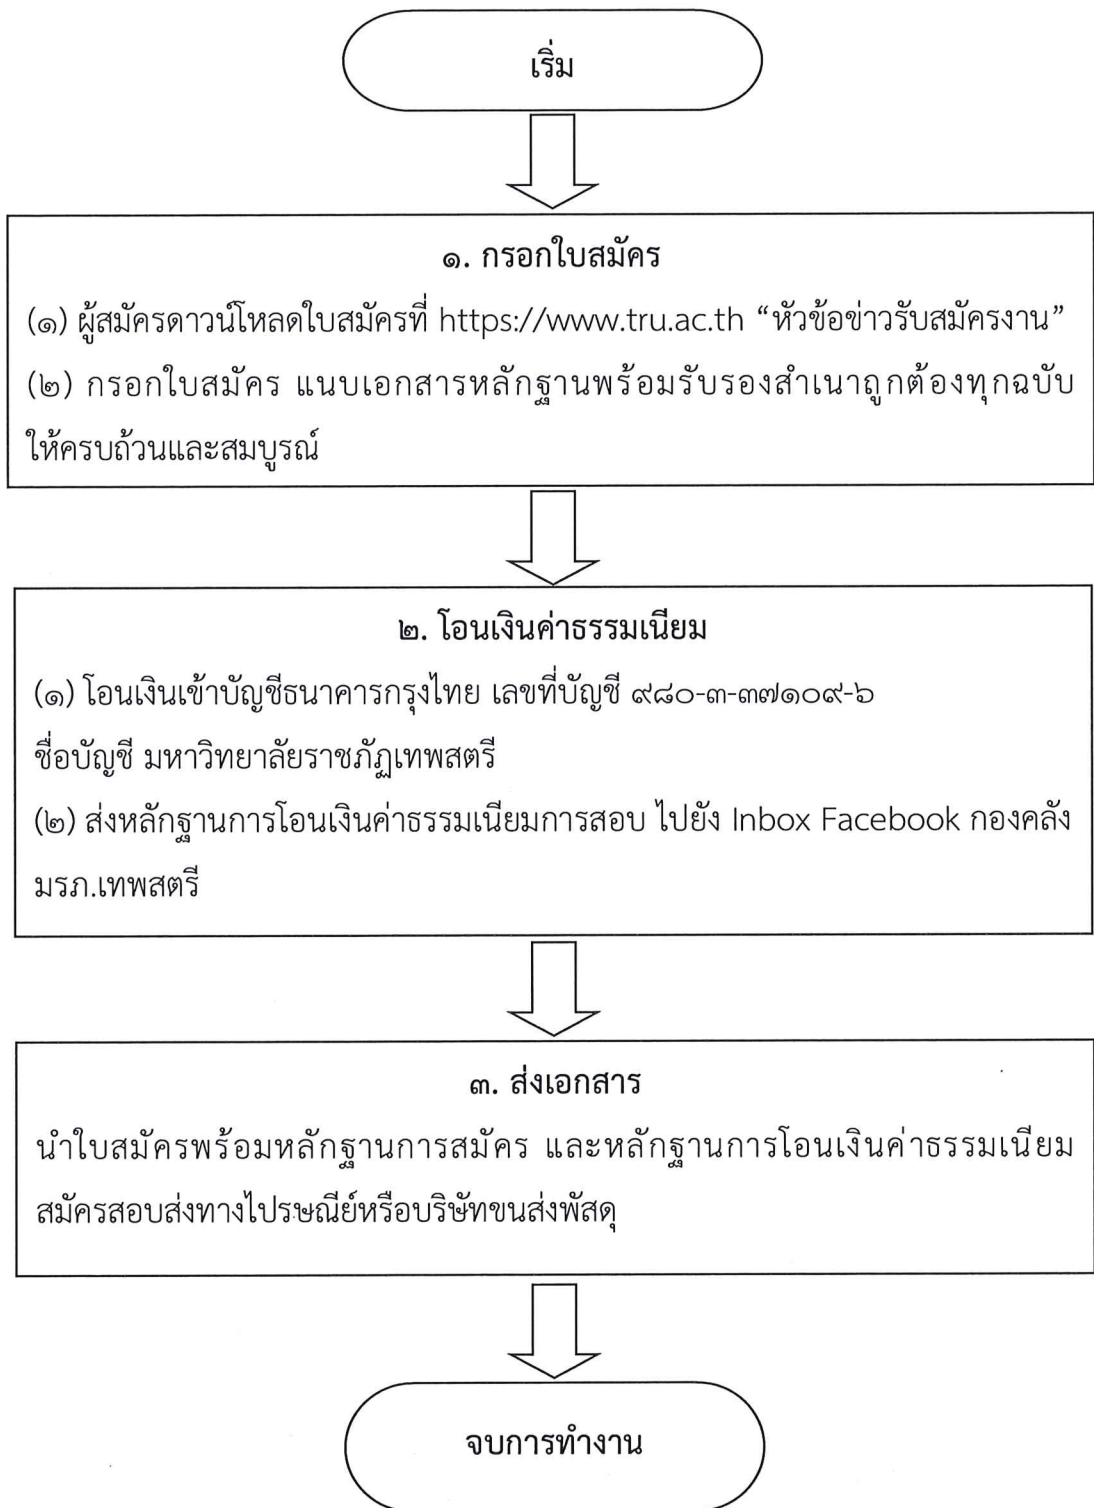 เริ่ม
๑. กรอกใบสมัคร
(๑) ผู้สมัครดาวน์โหลดใบสมัครที่ https://www.tru.ac.th “หัวข้อข่าวรับสมัครงาน”
(๒) กรอกใบสมัคร แนบเอกสารหลักฐานพร้อมรับรองสำเนาถูกต้องทุกฉบับ
ให้ครบถ้วนและสมบูรณ์
๒. โอนเงินค่าธรรมเนียม
(๑) โอนเงินเข้าบัญชีธนาคารกรุงไทย เลขที่บัญชี ๙๘๐-๓-๓๗๑๐๙-๖
ชื่อบัญชี มหาวิทยาลัยราชภัฏเทพสตรี
(๒) ส่งหลักฐานการโอนเงินค่าธรรมเนียมการสอบ ไปยัง Inbox Facebook กองคลัง
มรภ.เทพสตรี
๓. ส่งเอกสาร
นำใบสมัครพร้อมหลักฐานการสมัคร และหลักฐานการโอนเงินค่าธรรมเนียม
สมัครสอบส่งทางไปรษณีย์หรือบริษัทขนส่งพัสดุ
จบการทำงาน